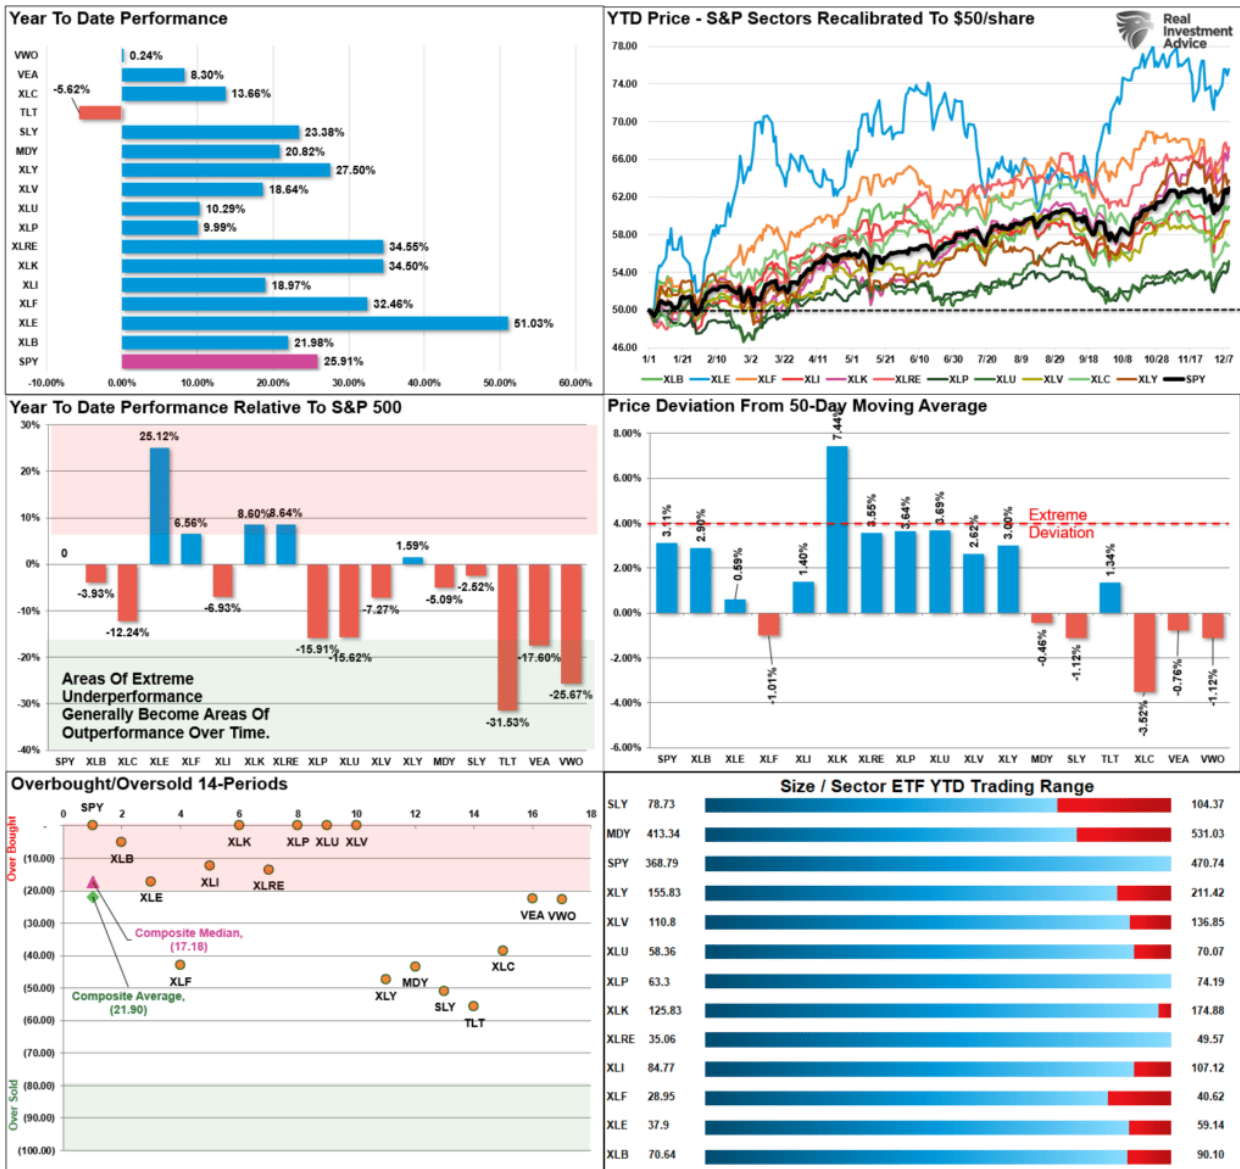 Year To Date Performance
VWO 0.24%
VEA 8.30%
XLC 13.66%
TLT -5.62%
SLY 23.38%
MDY 20.82%
XLY 27.50%
XLV 18.64%
XLU 10.29%
XLP 9.99%
XLRE 34.55%
XLK 34.50%
XLI 18.97%
XLF 32.46%
XLE 51.03%
XLB 21.98%
SPY 25.91%
-10.00% 0.00% 10.00% 20.00% 30.00% 40.00% 50.00% 60.00%
YTD Price - S&P Sectors Recalibrated To $50/share
Real
Investment
Advice
78.00
74.00
70.00
66.00
62.00
58.00
54.00
50.00
46.00
1/1 1/21 2/10 3/2 3/22 4/11 5/1 5/21 6/10 6/30 7/20 8/9 8/29 9/18 10/8 10/28 11/17 12/7
XLB XLE XLF XLI XLK XLRE XLP XLU XLV XLC XLY SPY
Year To Date Performance Relative To S&P 500
30%
20%
10%
0%
-10%
-20%
-30%
-40%
0 -3.93% -12.24% 25.12% 6.56% -6.93% 8.60% 8.64% -15.91% -15.62% -7.27% 1.59% -5.09% -2.52% -31.53% -17.60% -25.67%
Areas Of Extreme
Underperformance
Generally Become Areas Of
Outperformance Over Time.
SPY XLB XLC XLE XLF XLI XLK XLRE XLP XLU XLV XLY MDY SLY TLT VEA VWO
Price Deviation From 50-Day Moving Average
8.00%
6.00%
4.00%
2.00%
0.00%
-2.00%
-4.00%
-6.00%
3.11% 2.90% 0.59% -1.01% 1.40% 7.44% 3.55% 3.64% 3.69% 2.62% 3.00% -0.46% -1.12% 1.34% -3.52% -0.76% -1.12%
Extreme
Deviation
SPY XLB XLE XLF XLI XLK XLRE XLP XLU XLV XLY MDY SLY TLT XLC VEA VWO
Overbought/Oversold 14-Periods
SPY
0 2 4 6 8 10 12 14 16 18
Over Bought
Over Sold
-
(10.00)
(20.00)
(30.00)
(40.00)
(50.00)
(60.00)
(70.00)
(80.00)
(90.00)
(100.00)
XLK XLP XLU XLV
XLB
XLI
XLRE
XLE
VEA VWO
Composite Median,
(17.18)
XLC
XLF
MDY
XLY
Composite Average,
(21.90)
SLY
TLT
Size / Sector ETF YTD Trading Range
SLY 78.73 104.37
MDY 413.34 531.03
SPY 368.79 470.74
XLY 155.83 211.42
XLV 110.8 136.85
XLU 58.36 70.07
XLP 63.3 74.19
XLK 125.83 174.88
XLRE 35.06 49.57
XLI 84.77 107.12
XLF 28.95 40.62
XLE 37.9 59.14
XLB 70.64 90.10